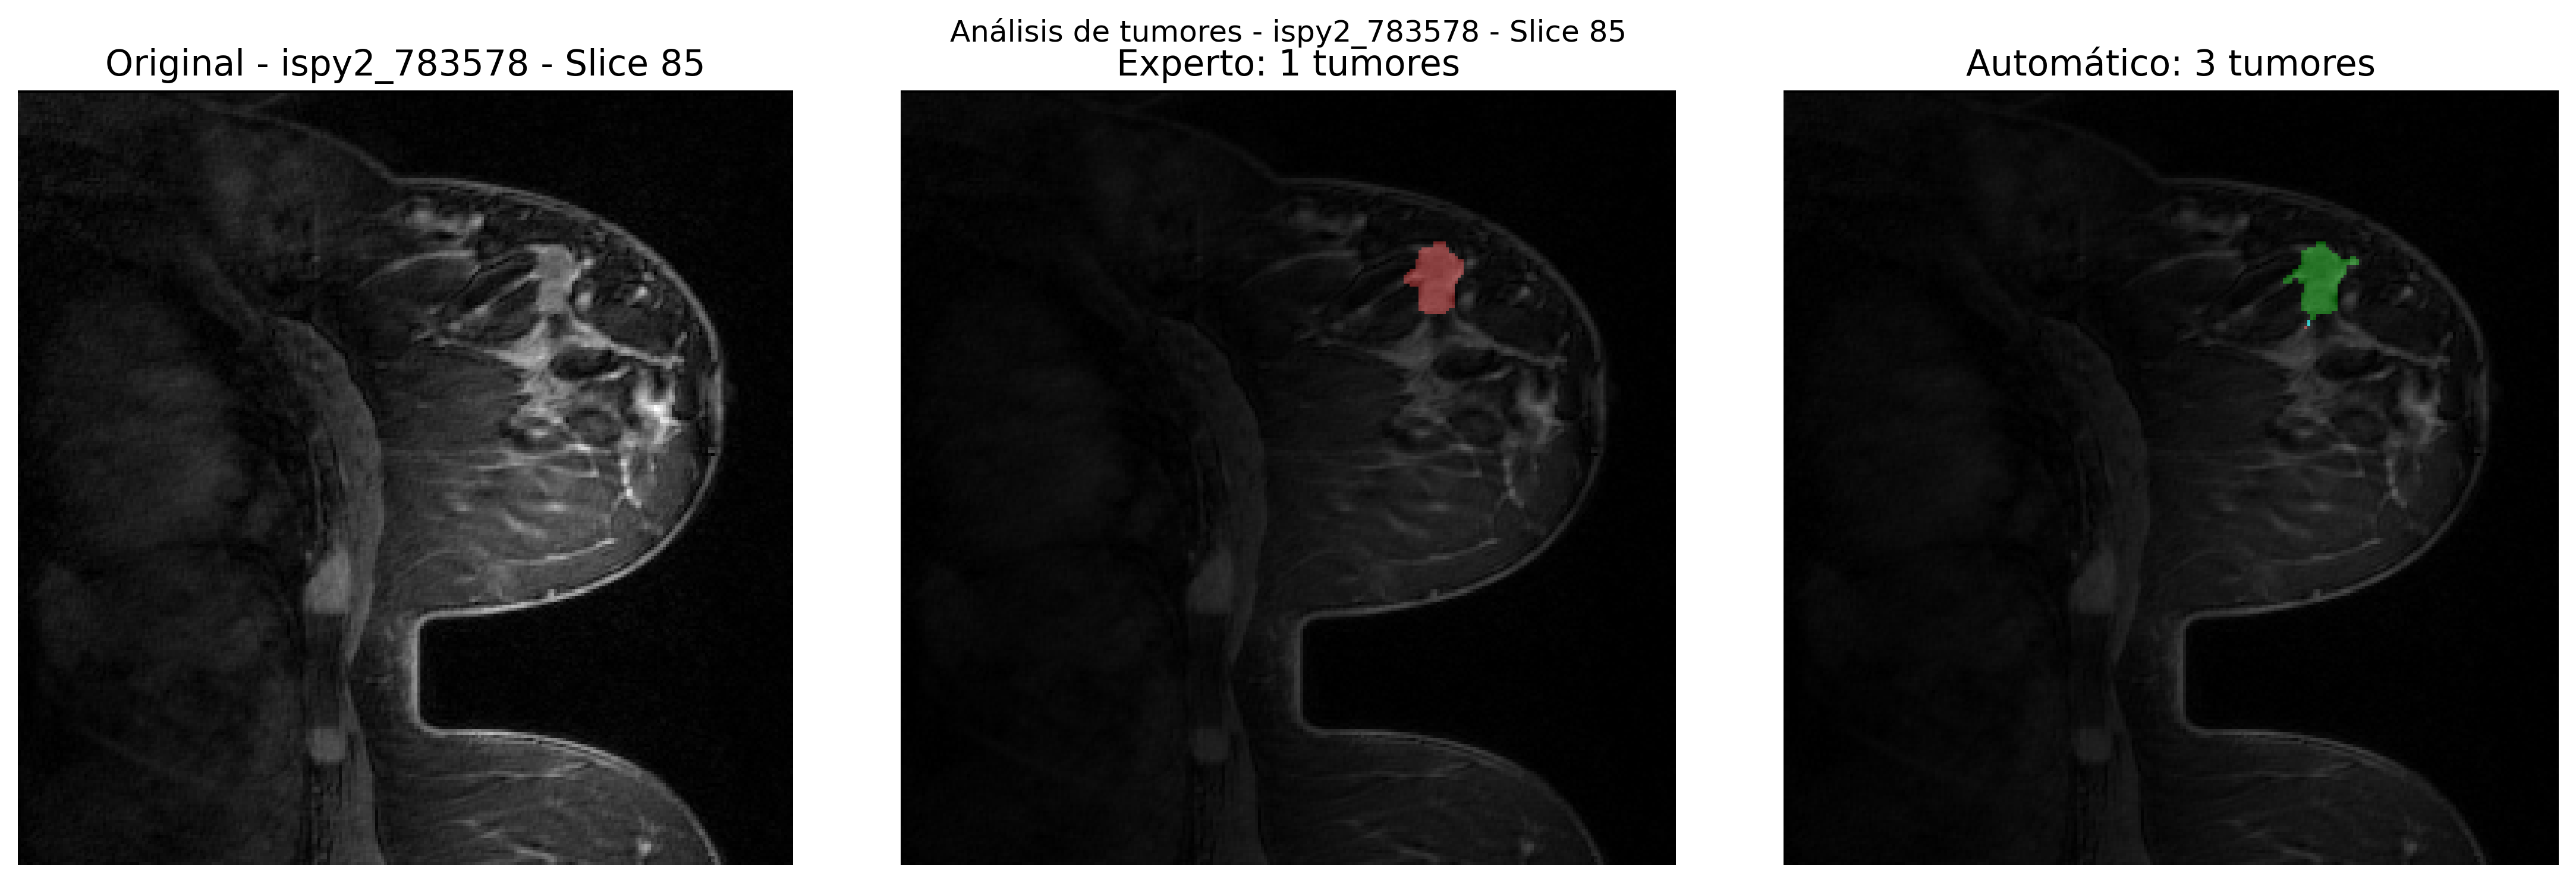 Análisis de tumores - ispy2_783578 - Slice 85
Original - ispy2_783578 - Slice 85
Experto: 1 tumores
Automático: 3 tumores